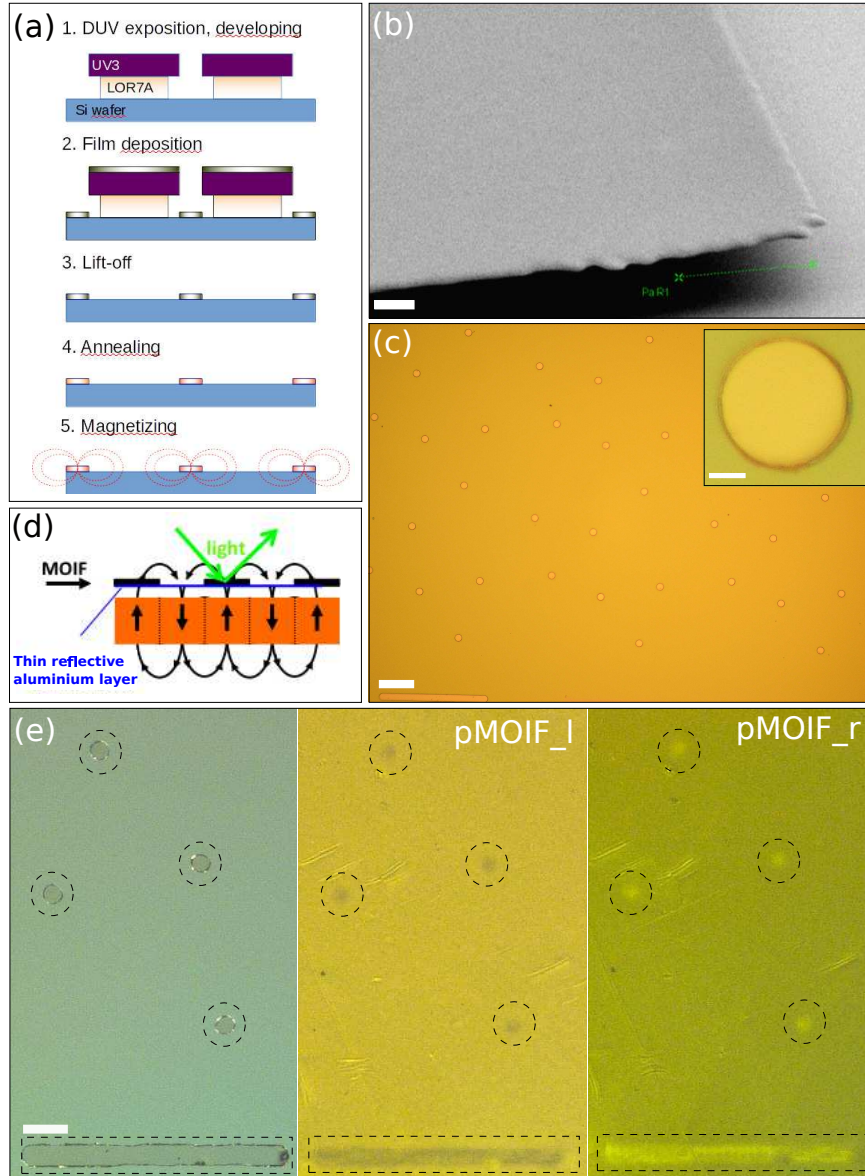 (a)
1. DUV exposition, developing
UV3
LOR7A
Si wafer
2. Film deposition
3. Lift-off
4. Annealing
5. Magnetizing
(b)
Pa R1
(c)
(d)
light
MOIF
Thin reflective
aluminium layer
(e)
pMOIF_l
pMOIF_r